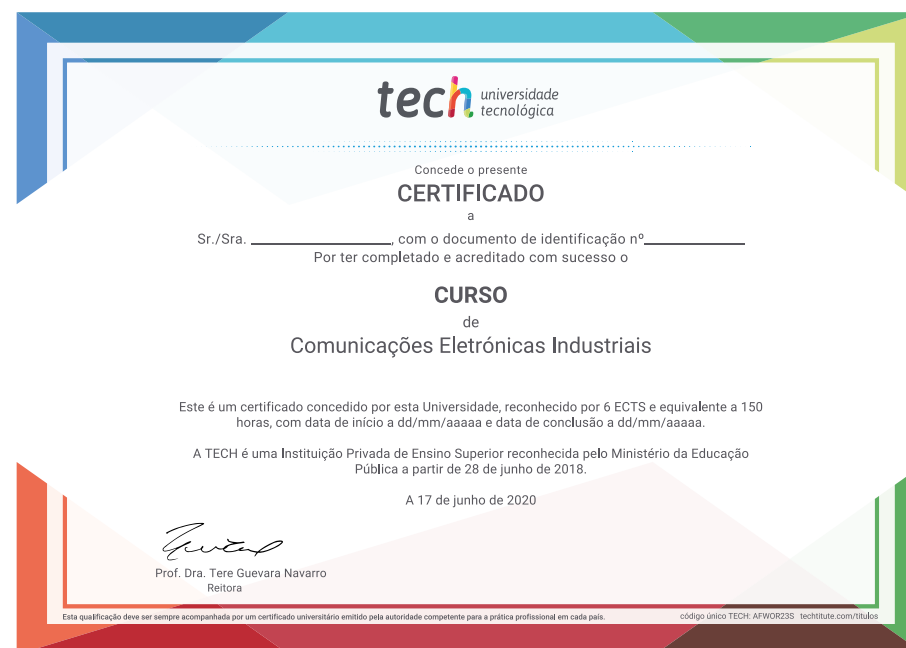 tech universidade
tecnológica
Concede o presente
CERTIFICADO
a
Sr./Sra. ____________________, com o documento de identificação nº______________
Por ter completado e acreditado com sucesso o
CURSO
de
Comunicações Eletrónicas Industriais
Este é um certificado concedido por esta Universidade, reconhecido por 6 ECTS e equivalente a 150
horas, com data de início a dd/mm/aaaaa e data de conclusão a dd/mm/aaaaa.
A TECH é uma Instituição Privada de Ensino Superior reconhecida pelo Ministério da Educação
Pública a partir de 28 de junho de 2018.
A 17 de junho de 2020
Prof. Dra. Tere Guevara Navarro
Reitora
Esta qualificação deve ser sempre acompanhada por um certificado universitário emitido pela autoridade competente para a prática profissional em cada país.
código único TECH: AFWOR23S techtitute.com/títulos